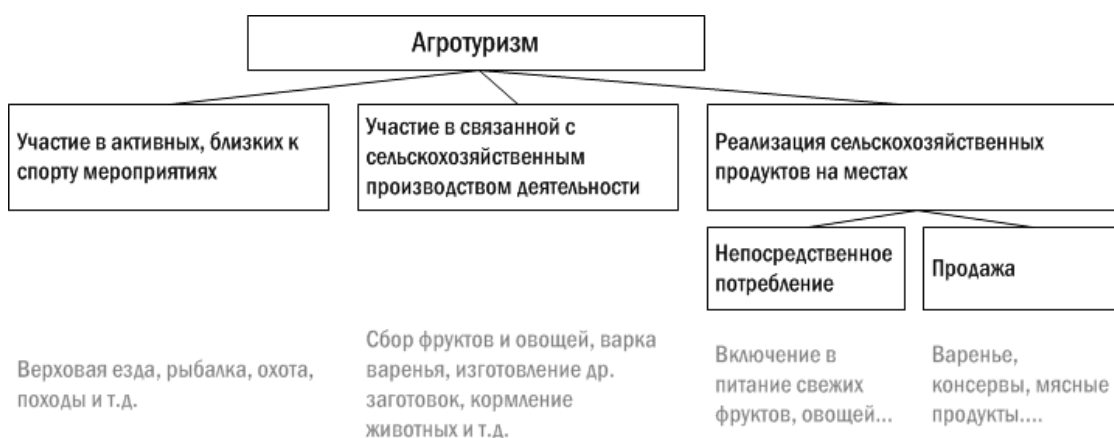 Агротуризм
Участие в активных, близких к
спорту мероприятиях
Участие в связанной с
сельскохозяйственным
производством деятельности
Реализация сельскохозяйственных
продуктов на местах
Непосредственное
потребление
Продажа
Верховая езда, рыбалка, охота,
походы и т.д.
Сбор фруктов и овощей, варка
варенья, изготовление др.
заготовок, кормление
животных и т.д.
Включение в
питание свежих
фруктов, овощей...
Варенье,
консервы, мясные
продукты....